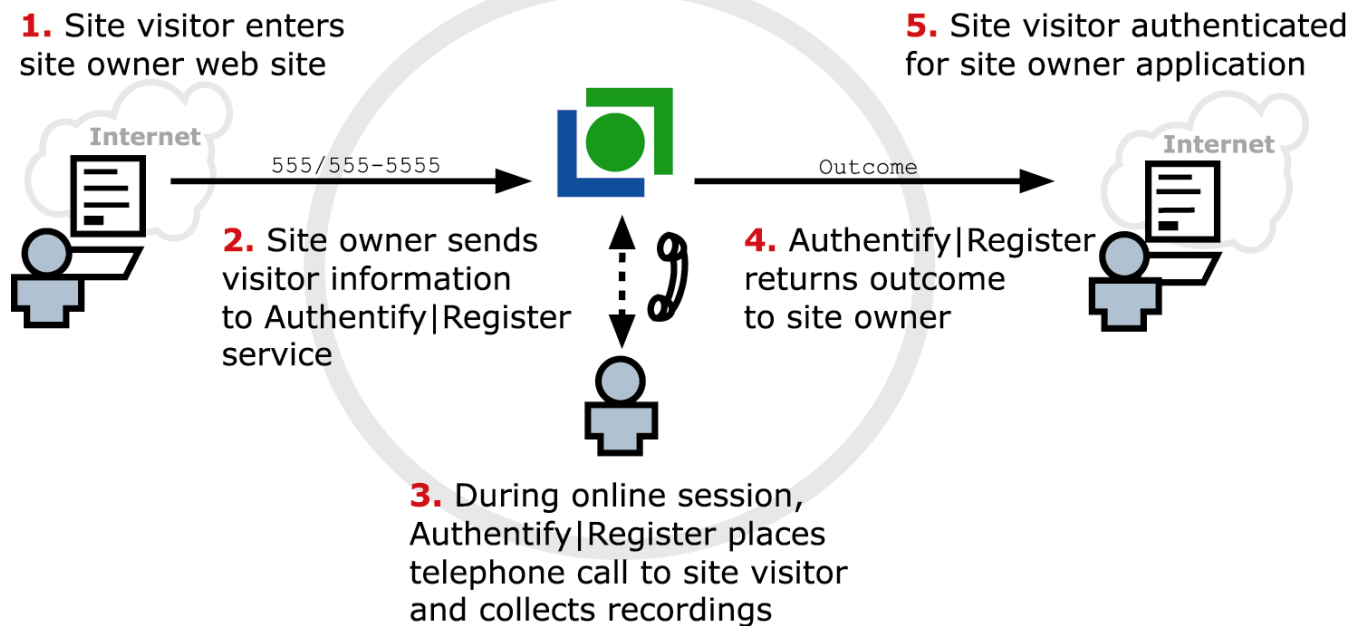 1. Site visitor enters
site owner web site
Internet
555/555-5555
2. Site owner sends
visitor information
to Authentify|Register
service
3. During online session,
Authentify|Register places
telephone call to site visitor
and collects recordings
Outcome
4. Authentify|Register
returns outcome
to site owner
5. Site visitor authenticated
for site owner application
Internet